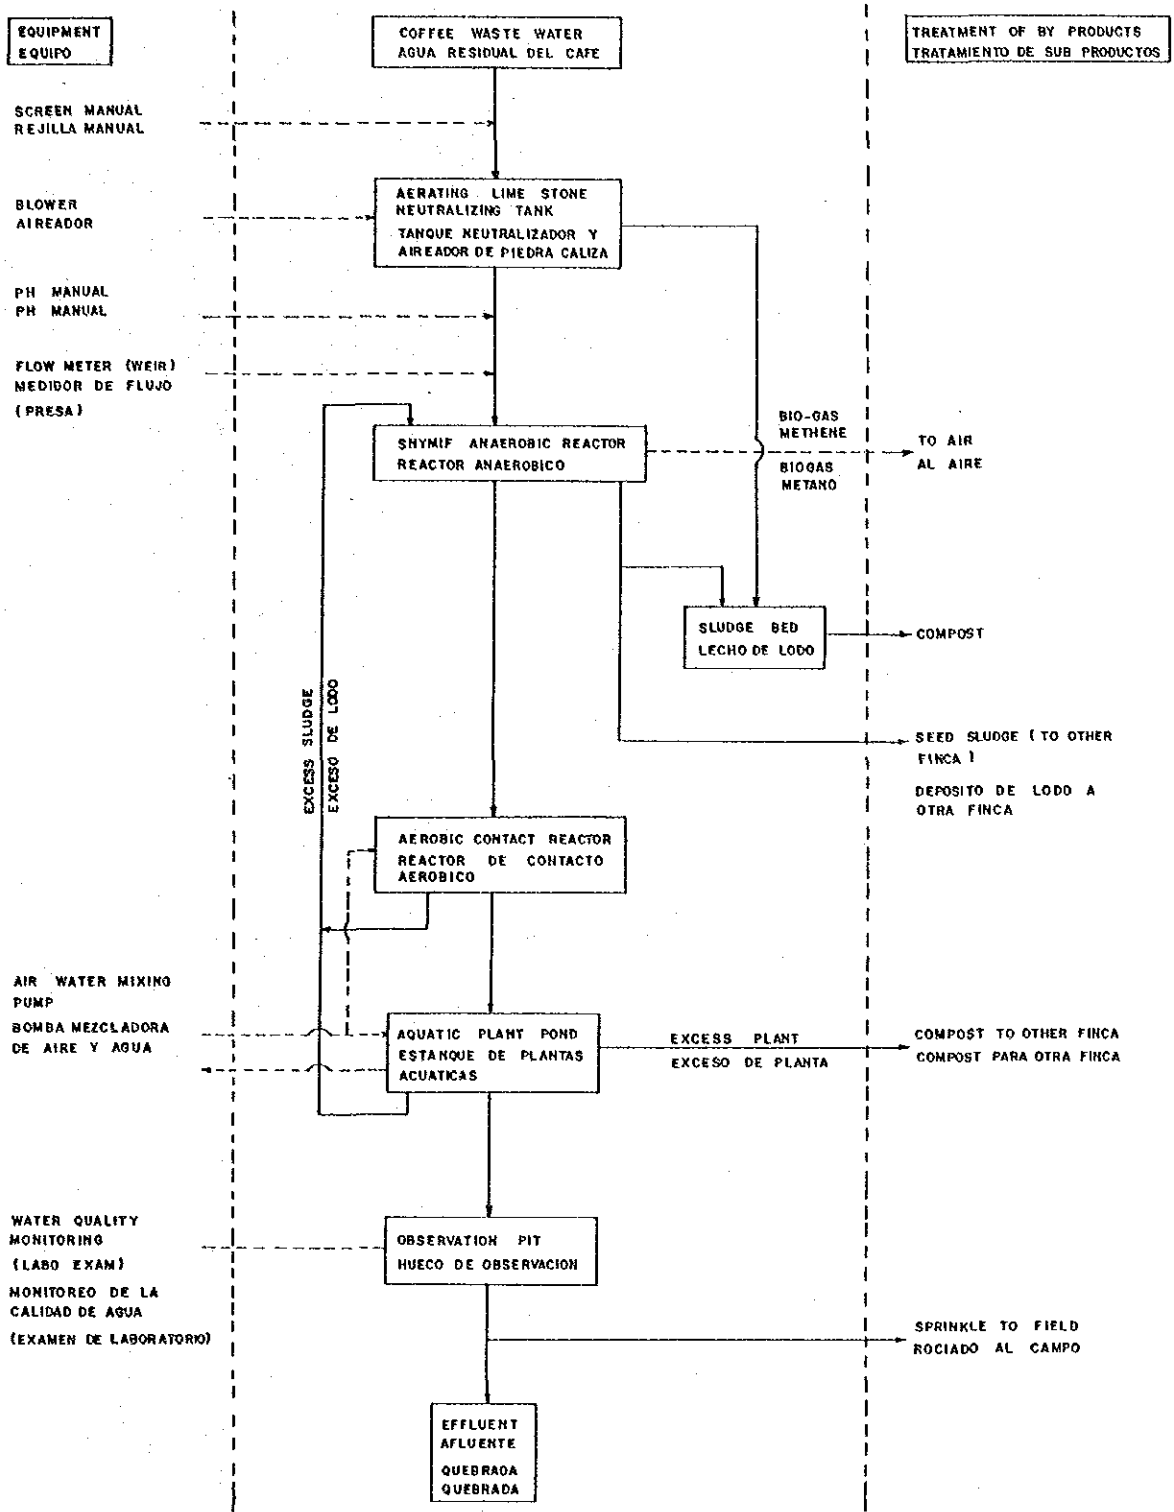 EQUIPMENT
EQUIPO
COFFEE WASTE WATER
AGUA RESIDUAL DEL CAFE
TREATMENT OF BY PRODUCTS
TRATAMIENTO DE SUB PRODUCTOS
SCREEN MANUAL
REJILLA MANUAL
BLOWER
AIREADOR
AERATING LIME STONE
NEUTRALIZING TANK
TANQUE NEUTRALIZADOR Y
AIREADOR DE PIEDRA CALIZA
PH MANUAL
PH MANUAL
FLOW METER (WEIR)
MEDIDOR DE FLUJO
(PRESA)
SHYMIF ANAEROBIC REACTOR
REACTOR ANAEROBICO
BIO-GAS
METHENE
BIOGAS
METANO
TO AIR
AL AIRE
SLUDGE BED
LECHO DE LODO
COMPOST
EXCESS SLUDGE
EXCESO DE LODO
SEED SLUDGE (TO OTHER
FINCA)
DEPOSITO DE LODO A
OTRA FINCA
AEROBIC CONTACT REACTOR
REACTOR DE CONTACTO
AEROBICO
AIR WATER MIXING
PUMP
BOMBA MEZCLADORA
DE AIRE Y AGUA
AQUATIC PLANT POND
ESTANQUE DE PLANTAS
ACUATICAS
EXCESS PLANT
EXCESO DE PLANTA
COMPOST TO OTHER FINCA
COMPOST PARA OTRA FINCA
WATER QUALITY
MONITORING
(LABO EXAM)
MONITOREO DE LA
CALIDAD DE AGUA
(EXAMEN DE LABORATORIO)
OBSERVATION PIT
HUECO DE OBSERVACION
SPRINKLE TO FIELD
ROCIADO AL CAMPO
EFFLUENT
AFLUENTE
QUEBRADA
QUEBRADA